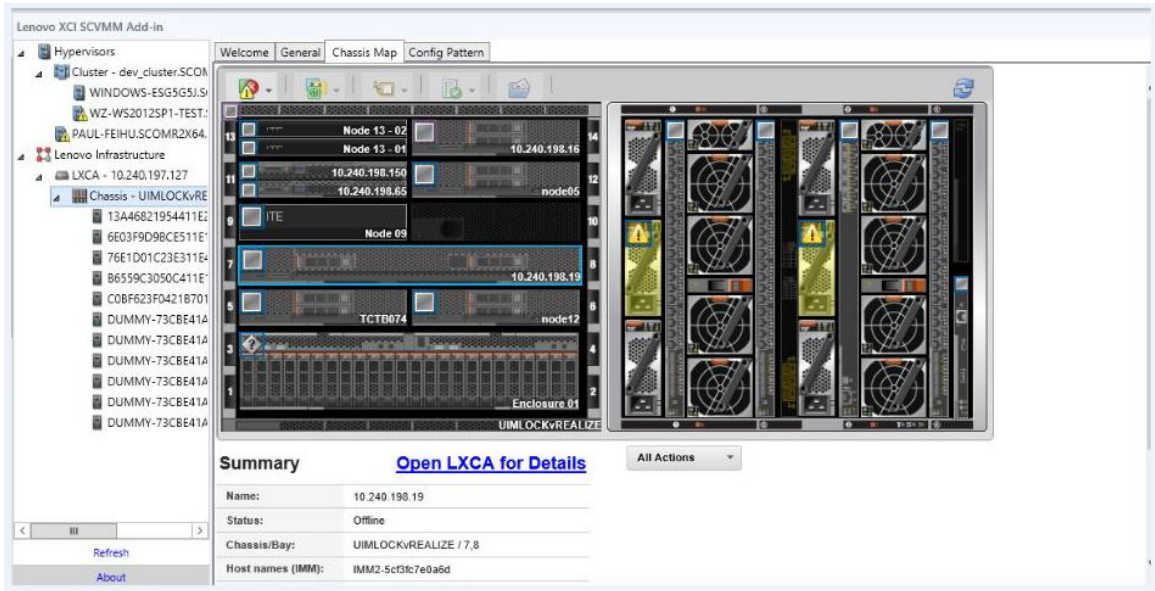 Lenovo XCI SCVMM Add-in
Hypervisors
Cluster - dev_cluster.SCOM
WINDOWS-ESG5G5J.S
WZ-WS2012SP1-TEST.
PAUL-FEIHU.SCOMR2X64.
Lenovo Infrastructure
LXCA - 10.240.197.127
Chassis - UIMLOCKvRE
13A46821954411E2
6E03F9D9BCE511E
76E1D01C23E311E4
B6559C3050C411E
C0BF623F0421B701
DUMMY-73CBE41A
DUMMY-73CBE41A
DUMMY-73CBE41A
DUMMY-73CBE41A
DUMMY-73CBE41A
DUMMY-73CBE41A
Refresh
About
Welcome General Chassis Map Config Pattern
13 Node 13 - 02 14
Node 13 - 01 10.240.198.16
11 10.240.198.150 12
10.240.198.65 node05
9 ITE 10
Node 09
7 8
10.240.198.19
5 6
TCTB074 node12
3 4
1 2
Enclosure 01
UIMLOCKvREALIZE
Summary Open LXCA for Details All Actions
Name: 10.240.198.19
Status: Offline
Chassis/Bay: UIMLOCKvREALIZE / 7,8
Host names (IMM): IMM2-5cf3fc7e0a6d